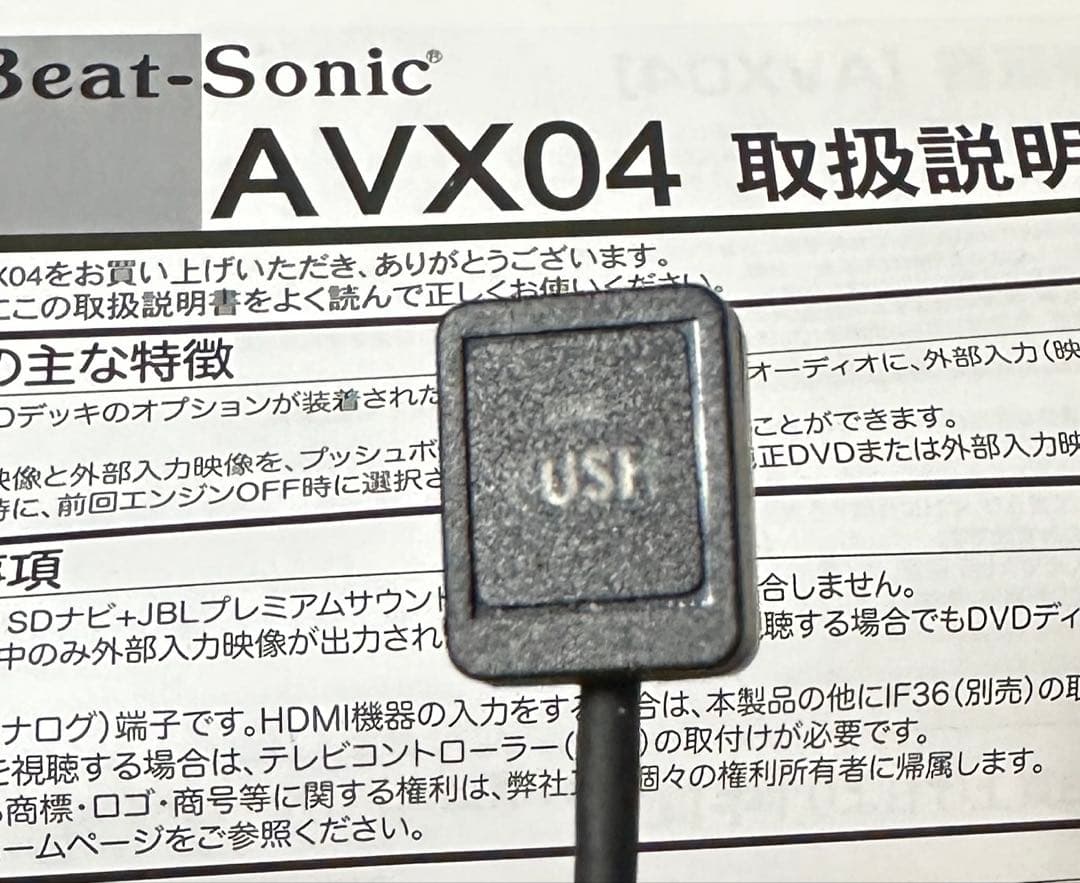 Beat-Sonic®
AVX04 取扱説明
X04をお買い上げいただき、ありがとうございます。
にこの取扱説明書をよく読んで正しくお使いください。
の主な特徴
Dデッキのオプションが装着された オーディオに、外部入力（映
ことができます。
映像と外部入力映像を、プッシュボ 純正DVDまたは外部入力映
時に、前回エンジンOFF時に選択さ
事項
SDナビ+JBLプレミアムサウンド 合しません。
中のみ外部入力映像が出力され 聴する場合でもDVDディ
ナログ）端子です。HDMI機器の入力をする 合は、本製品の他にIF36（別売）の取
を視聴する場合は、テレビコントローラー（ ）の取付けが必要です。
商標・ロゴ・商号等に関する権利は、弊社 個々の権利所有者に帰属します。
ームページをご参照ください。